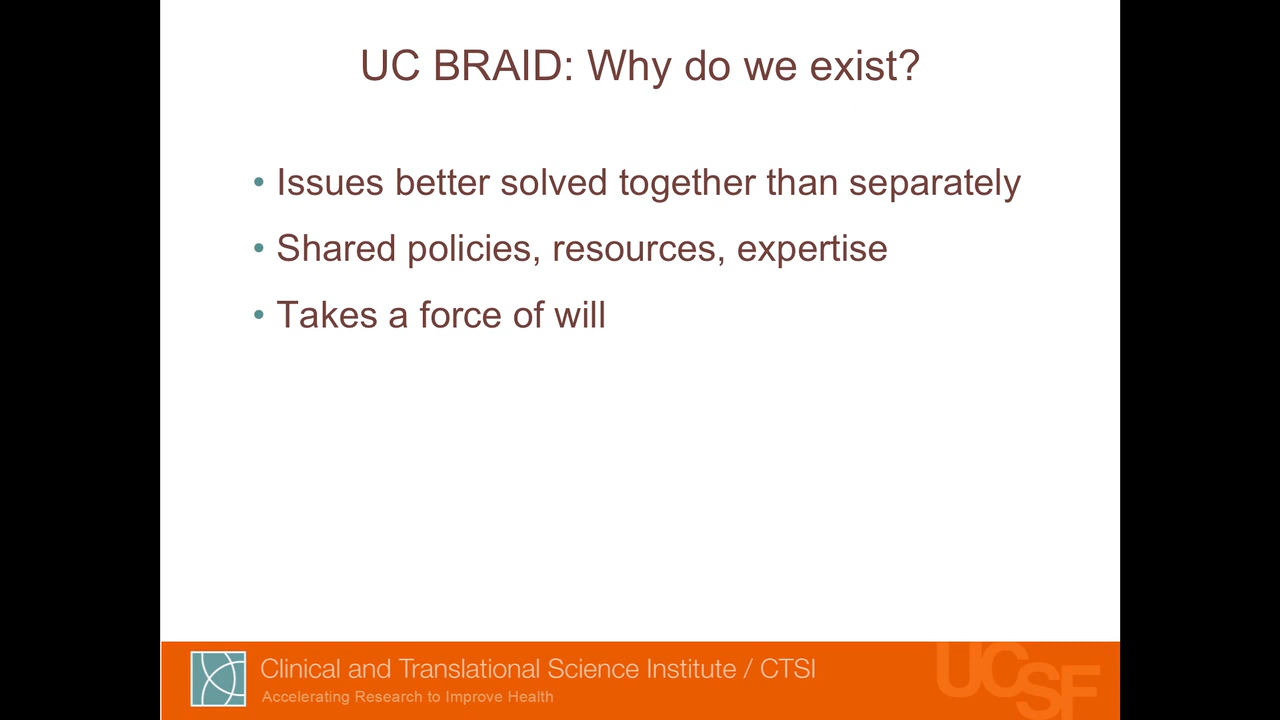 UC BRAID: Why do we exist?
• Issues better solved together than separately
• Shared policies, resources, expertise
• Takes a force of will
Clinical and Translational Science Institute / CTSI
Accelerating Research to Improve Health
UCSF